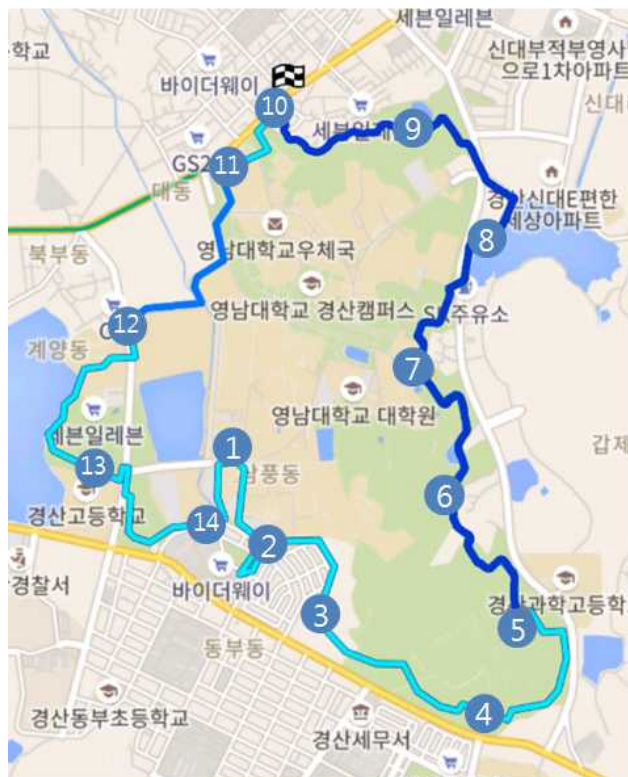 세븐일레븐
등학교
바이더웨이
신대부적부영사
으로1차아파트
10
세븐일레
9
신대
GS2
11
대동
경산신대E편한
세상아파트
영남대학교우체국
8
북부동
영남대학교 경산캠퍼스
SK주유소
12
계양동
7
영남대학교 대학원
세븐일레븐
1
갑제
삼풍동
13
6
경산고등학교
14
2
경찰서
바이더웨이
경산과학고등학
3
5
동부동
경산동부초등학교
4
경산세무서